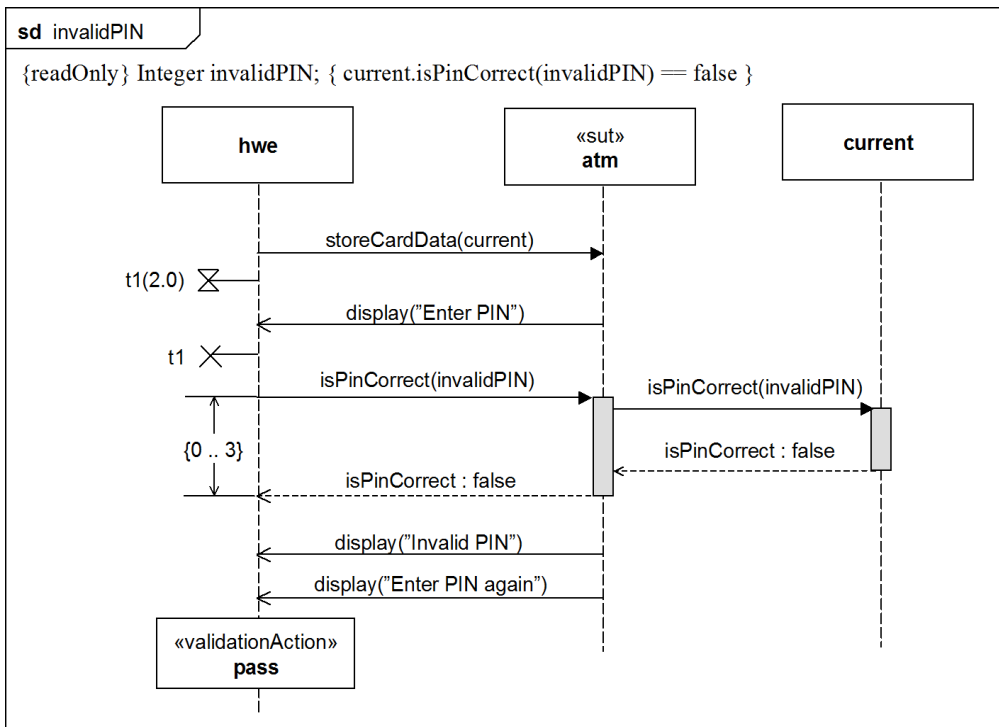 sd invalidPIN
{readOnly} Integer invalidPIN; { current.isPinCorrect(invalidPIN) == false }
hwe
«sut»
atm
current
storeCardData(current)
t1(2.0)
display("Enter PIN")
t1
isPinCorrect(invalidPIN)
isPinCorrect(invalidPIN)
{0 .. 3}
isPinCorrect : false
isPinCorrect : false
display("Invalid PIN")
display("Enter PIN again")
«validationAction»
pass